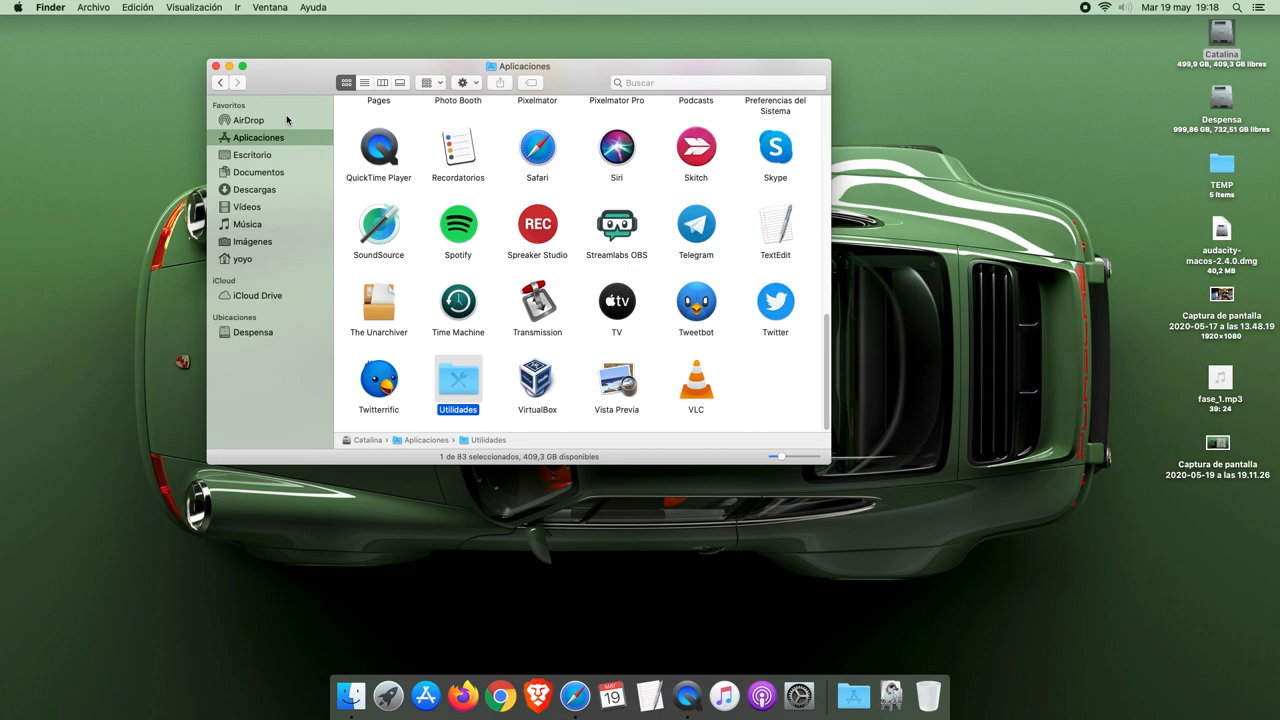 Finder Archivo Edición Visualización Ir Ventana Ayuda Mar 19 may 19:18
Aplicaciones
Buscar
Favoritos
AirDrop
Aplicaciones
Escritorio
Documentos
Descargas
Vídeos
Música
Imágenes
yoyo
iCloud
iCloud Drive
Ubicaciones
Despensa
Pages Photo Booth Pixelmator Pixelmator Pro Podcasts Preferencias del
Sistema
QuickTime Player Recordatorios Safari Siri Skitch Skype
REC
SoundSource Spotify Spreaker Studio Streamlabs OBS Telegram TextEdit
tv
The Unarchiver Time Machine Transmission TV Tweetbot Twitter
Twitterrific Utilidades VirtualBox Vista Previa VLC
Catalina › Aplicaciones › Utilidades
1 de 83 seleccionados, 409,3 GB disponibles
Catalina
499,9 GB, 409,3 GB libres
Despensa
999,86 GB, 732,51 GB libres
TEMP
5 ítems
audacity-
macos-2.4.0.dmg
40,2 MB
Captura de pantalla
2020-05-17 a las 13.48.19
1920×1080
fase_1.mp3
39: 24
Captura de pantalla
2020-05-19 a las 19.11.26
MAY
19